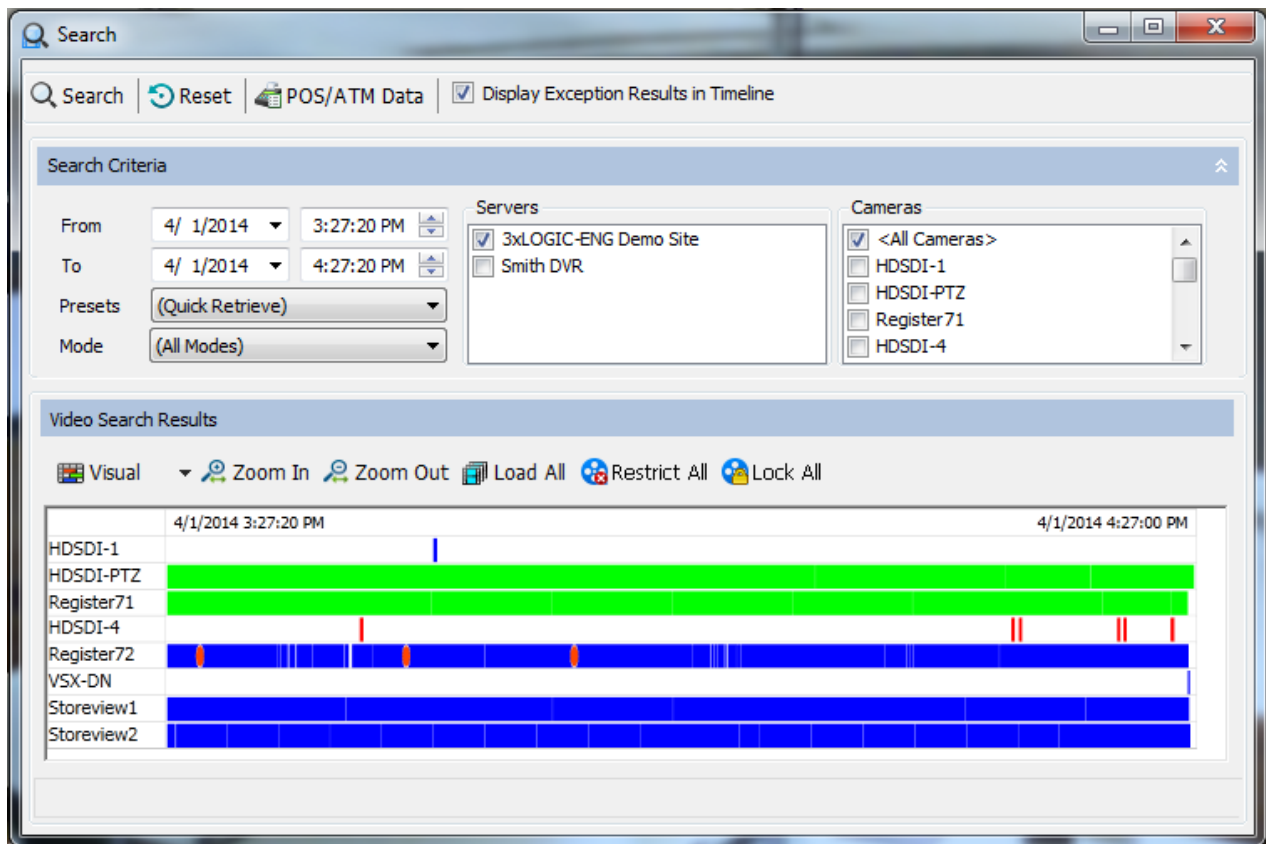 Search
Search Reset POS/ATM Data Display Exception Results in Timeline
Search Criteria
From 4/ 1/2014 3:27:20 PM
To 4/ 1/2014 4:27:20 PM
Presets (Quick Retrieve)
Mode (All Modes)
Servers
3xLOGIC-ENG Demo Site
Smith DVR
Cameras
<All Cameras>
HDSDI-1
HDSDI-PTZ
Register71
HDSDI-4
Video Search Results
Visual Zoom In Zoom Out Load All Restrict All Lock All
4/1/2014 3:27:20 PM 4/1/2014 4:27:00 PM
HDSDI-1
HDSDI-PTZ
Register71
HDSDI-4
Register72
VSX-DN
Storeview1
Storeview2